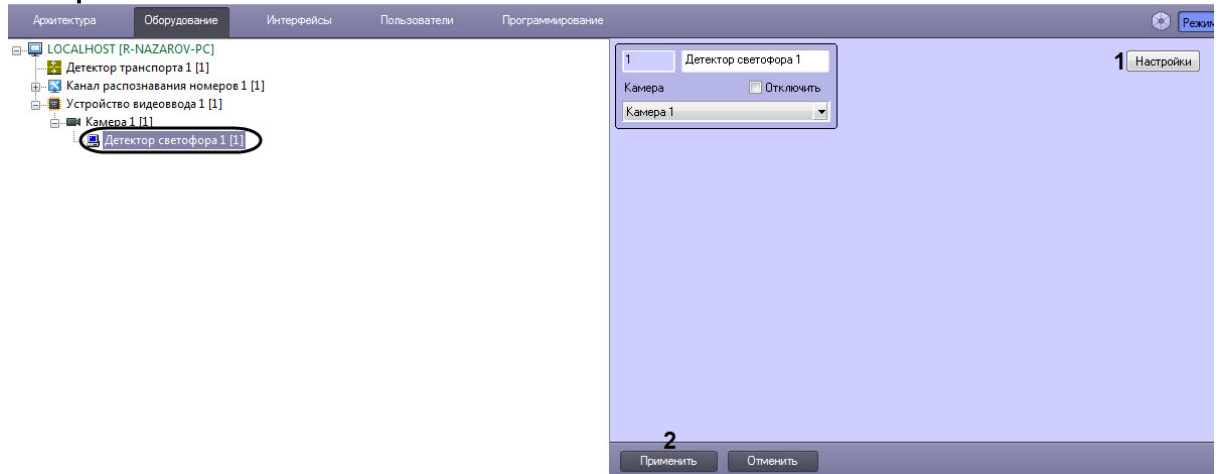 Архитектура Оборудование Интерфейсы Пользователи Программирование Режим
LOCALHOST [R-NAZAROV-PC]
Детектор транспорта 1 [1]
Канал распознавания номеров 1 [1]
Устройство видеоввода 1 [1]
Камера 1 [1]
Детектор светофора 1 [1]
1 Детектор светофора 1
Камера Отключить
Камера 1
1 Настройки
2
Применить Отменить